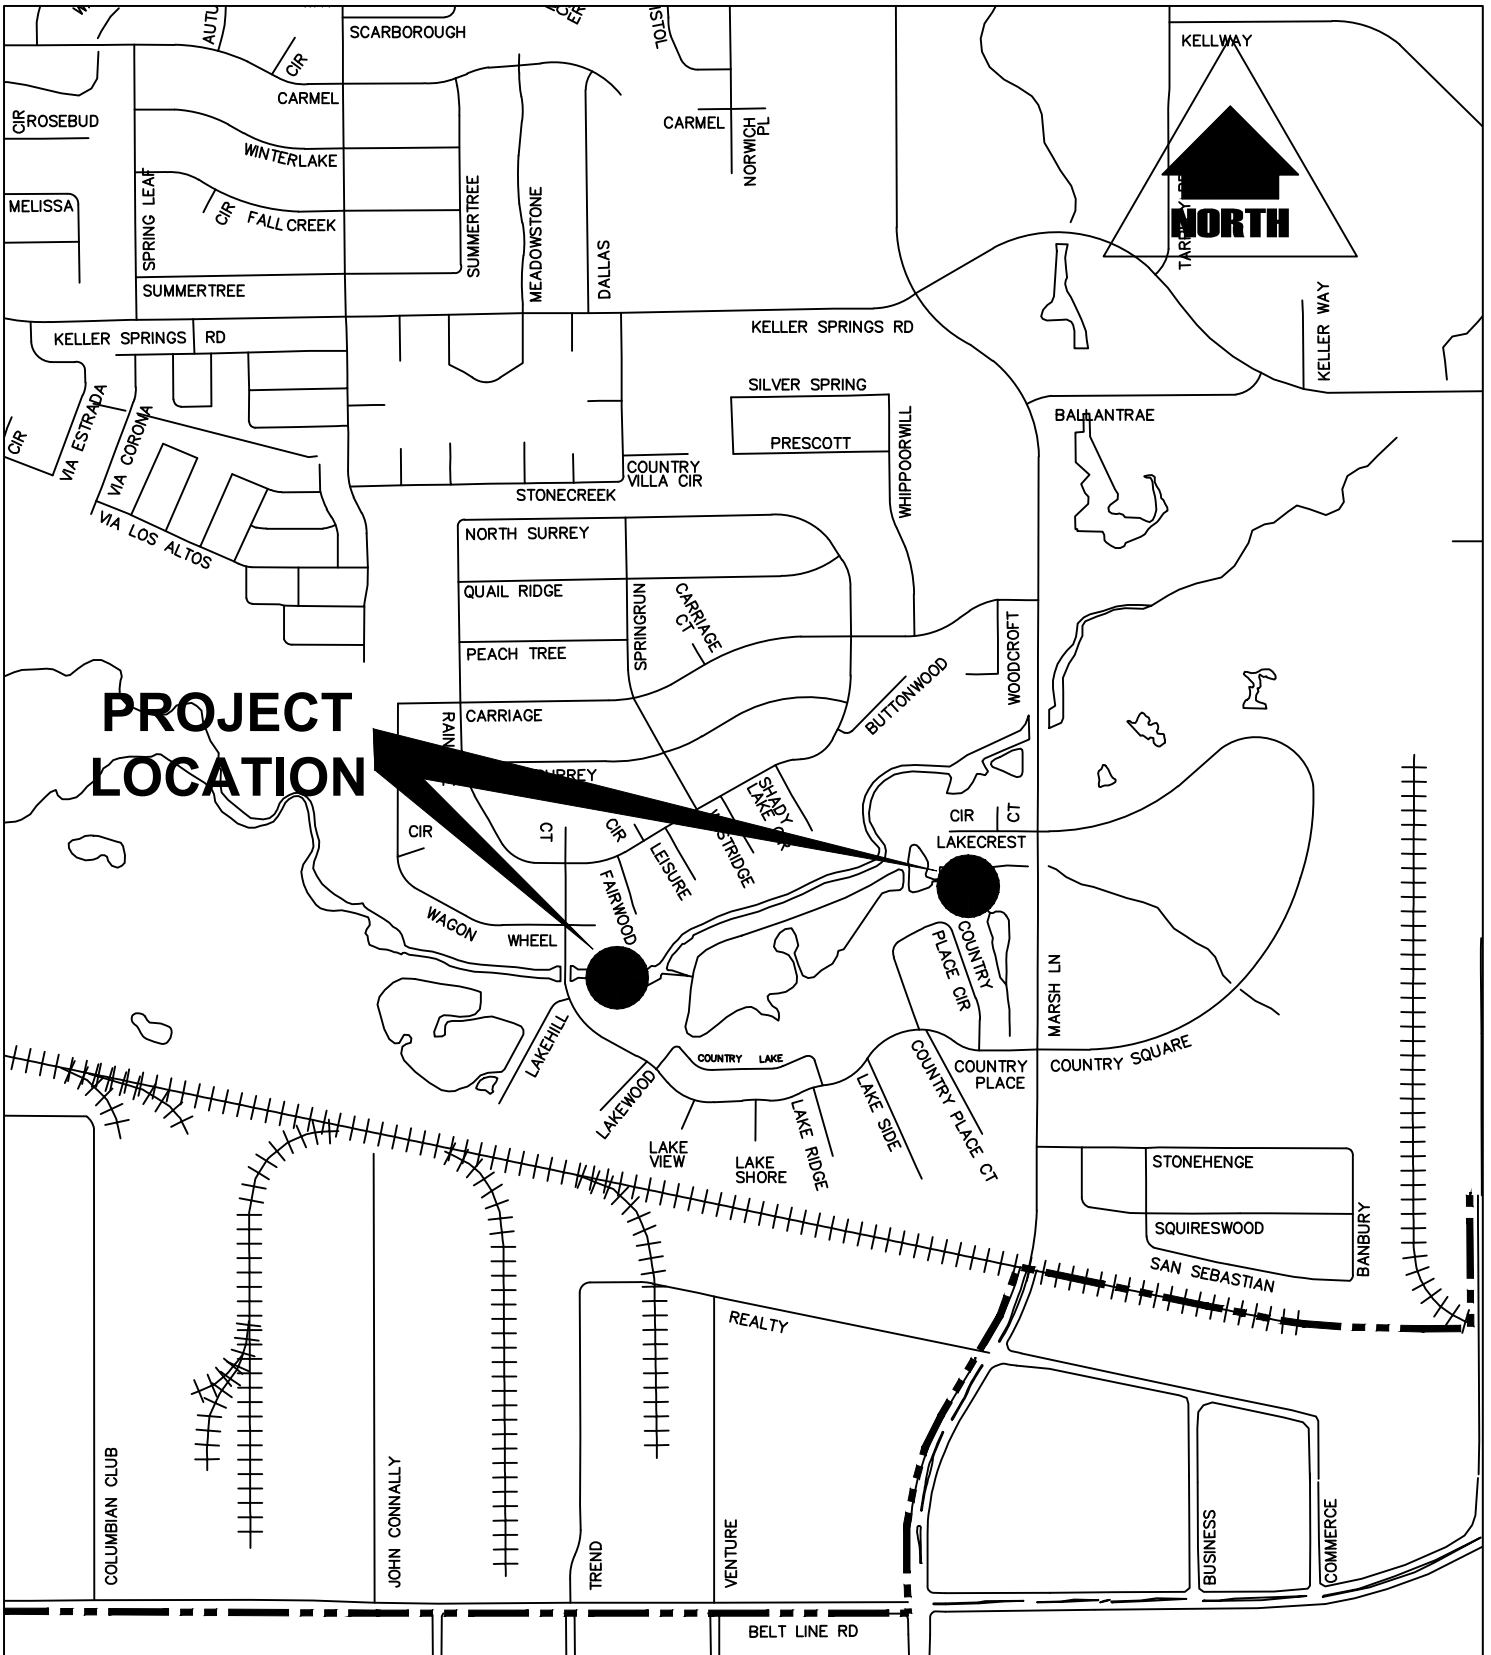 SCARBOROUGH
KELLWAY
CIR
CARMEL
CIR
ROSEBUD
CARMEL
NORWICH
PL
WINTERLAKE
MELISSA
SPRING LEAF
CIR
FALL CREEK
SUMMERTREE
MEADOWSTONE
DALLAS
NORTH
SUMMERTREE
KELLER SPRINGS RD
KELLER SPRINGS RD
KELLER WAY
SILVER SPRING
PRESCOTT
WHIPPOORWILL
BALLANTRAE
CIR
VIA ESTRADA
VIA CORONA
VIA LOS ALTOS
COUNTRY
VILLA CIR
STONECREEK
NORTH SURREY
QUAIL RIDGE
SPRINGRUN
CARRIAGE
CT
PEACH TREE
WOODCROFT
BUTTONWOOD
PROJECT
LOCATION
CARRIAGE
SHADY
CIR
CT
CIR
LEISURE
FAIRWOOD
CIR
CT
LAKECREST
WAGON
WHEEL
COUNTRY
PLACE CIR
MARSH LN
LAKEHILL
COUNTRY LAKE
LAKEWOOD
LAKE
VIEW
LAKE
SHORE
LAKE RIDGE
LAKE SIDE
COUNTRY PLACE CT
COUNTRY
PLACE
COUNTRY SQUARE
STONEHENGE
SQUIRESWOOD
BANBURY
SAN SEBASTIAN
REALTY
COLUMBIAN CLUB
JOHN CONNALLY
TREND
VENTURE
BUSINESS
COMMERCE
BELT LINE RD